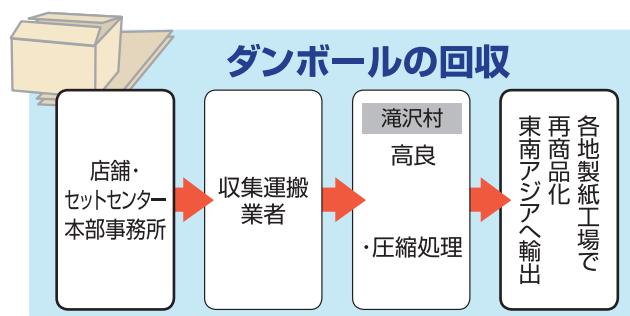 ダンボールの回収
店舗・
セットセンター
本部事務所
収集運搬
業者
滝沢村
高良
・圧縮処理
各地製紙工場で
再商品化
東南アジアへ輸出